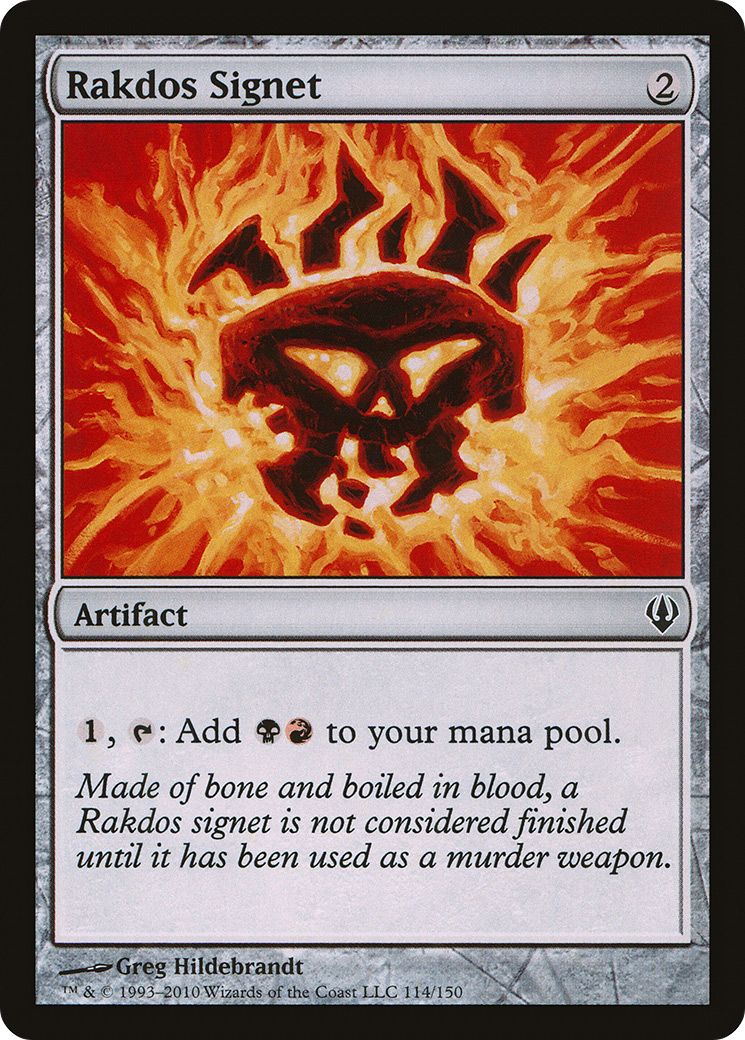 Rakdos Signet 2
Artifact
1, : Add to your mana pool.
Made of bone and boiled in blood, a
Rakdos signet is not considered finished
until it has been used as a murder weapon.
Greg Hildebrandt
™ & © 1993–2010 Wizards of the Coast LLC 114/150